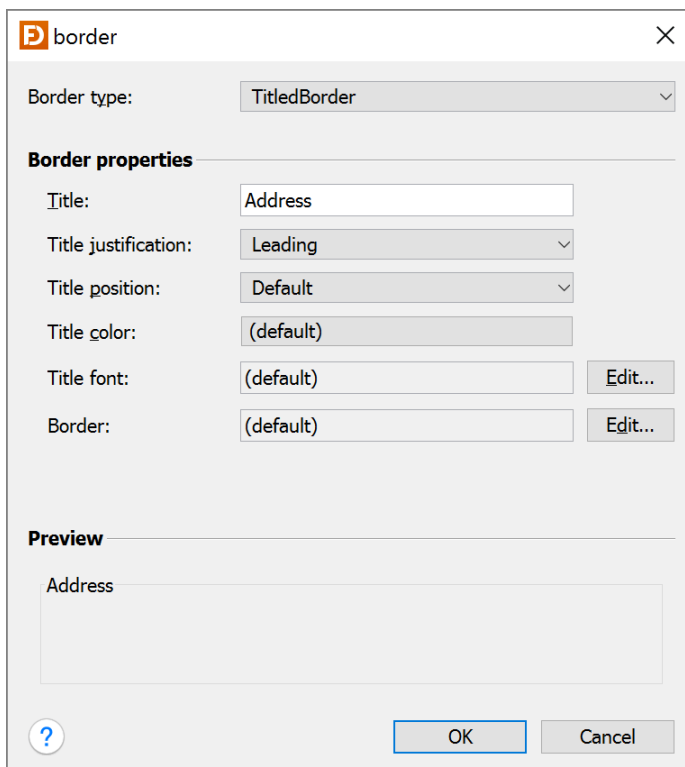 border
Border type: TitledBorder
Border properties
Title: Address
Title justification: Leading
Title position: Default
Title color: (default)
Title font: (default) Edit...
Border: (default) Edit...
Preview
Address
? OK Cancel